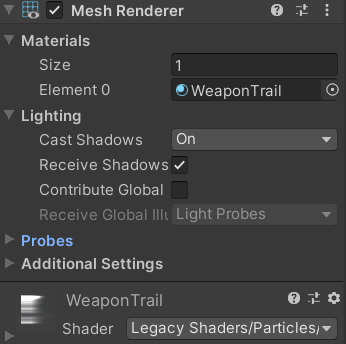 Mesh Renderer
Materials
Size 1
Element 0 WeaponTrail
Lighting
Cast Shadows On
Receive Shadows
Contribute Global
Receive Global Illu Light Probes
Probes
Additional Settings
WeaponTrail
Shader Legacy Shaders/Particles/